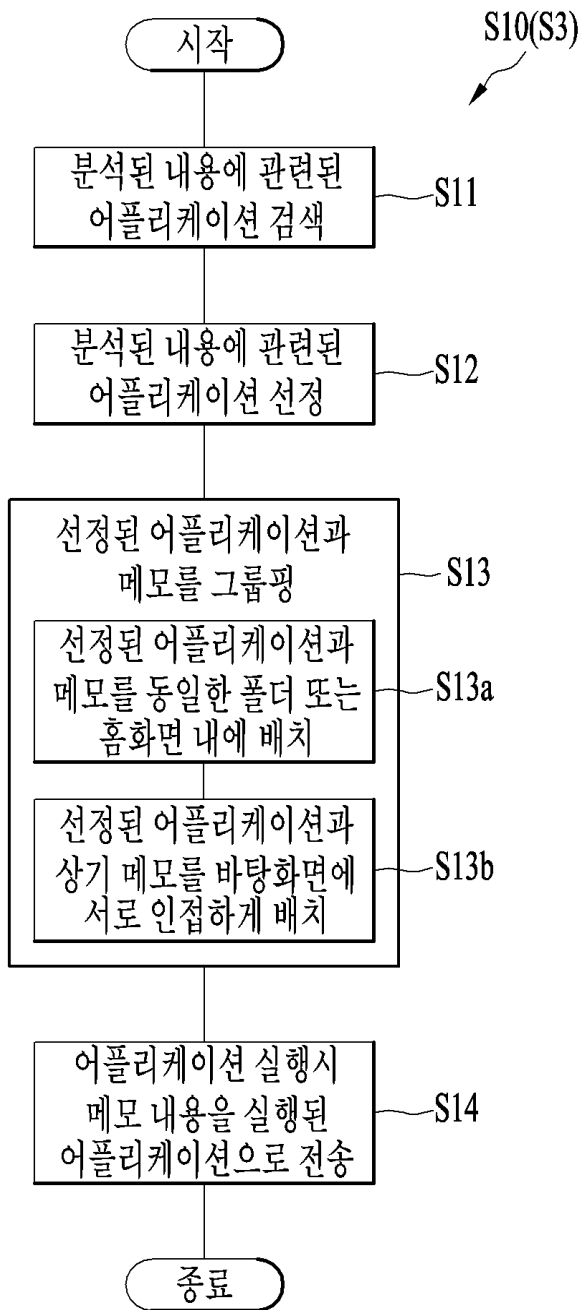 S10(S3)
시작
분석된 내용에 관련된
어플리케이션 검색
S11
분석된 내용에 관련된
어플리케이션 선정
S12
선정된 어플리케이션과
메모를 그룹핑
S13
선정된 어플리케이션과
메모를 동일한 폴더 또는
홈화면 내에 배치
S13a
선정된 어플리케이션과
상기 메모를 바탕화면에
서로 인접하게 배치
S13b
어플리케이션 실행시
메모 내용을 실행된
어플리케이션으로 전송
S14
종료